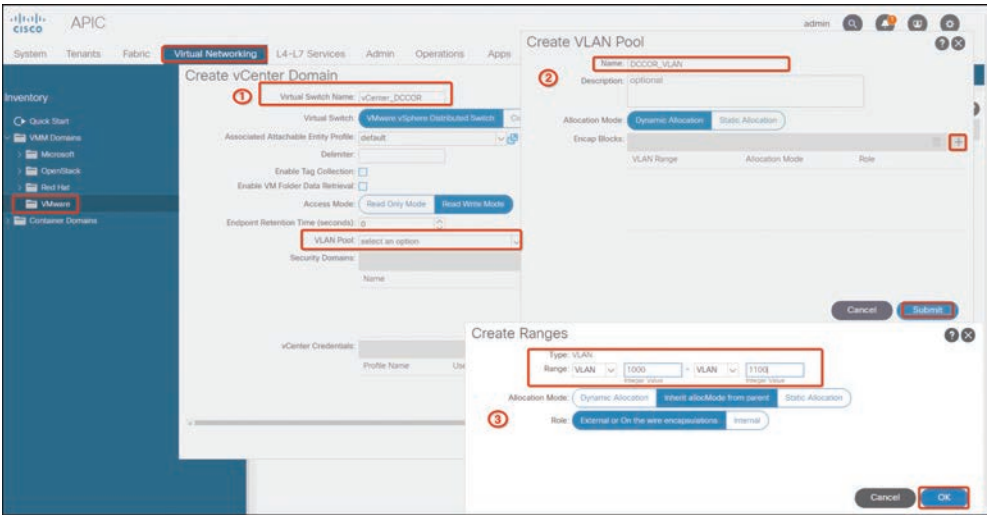 CISCO
APIC
admin
System Tenants Fabric Virtual Networking L4-L7 Services Admin Operations Apps
Inventory
Quick Start
VMM Domains
Microsoft
OpenStack
Red Hat
VMware
Container Domains
Create vCenter Domain
1
Virtual Switch Name: vCenter_DCCOR
Virtual Switch: VMware vSphere Distributed Switch
Associated Attachable Entity Profile: default
Delimiter:
Enable Tag Collection:
Enable VM Folder Data Retrieval:
Access Mode: Read Only Mode Read Write Mode
Endpoint Retention Time (seconds): 0
VLAN Pool: select an option
Security Domains:
Name
vCenter Credentials:
Profile Name
Create VLAN Pool
2
Name: DCCOR_VLAN
Description: optional
Allocation Mode: Dynamic Allocation Static Allocation
Encap Blocks:
VLAN Range Allocation Mode Role
Cancel Submit
Create Ranges
Type: VLAN
Range: VLAN 1000 - VLAN 1100
Integer Value Integer Value
Allocation Mode: Dynamic Allocation Inherit allocMode from parent Static Allocation
3
Role: External or On the wire encapsulations Internal
Cancel OK